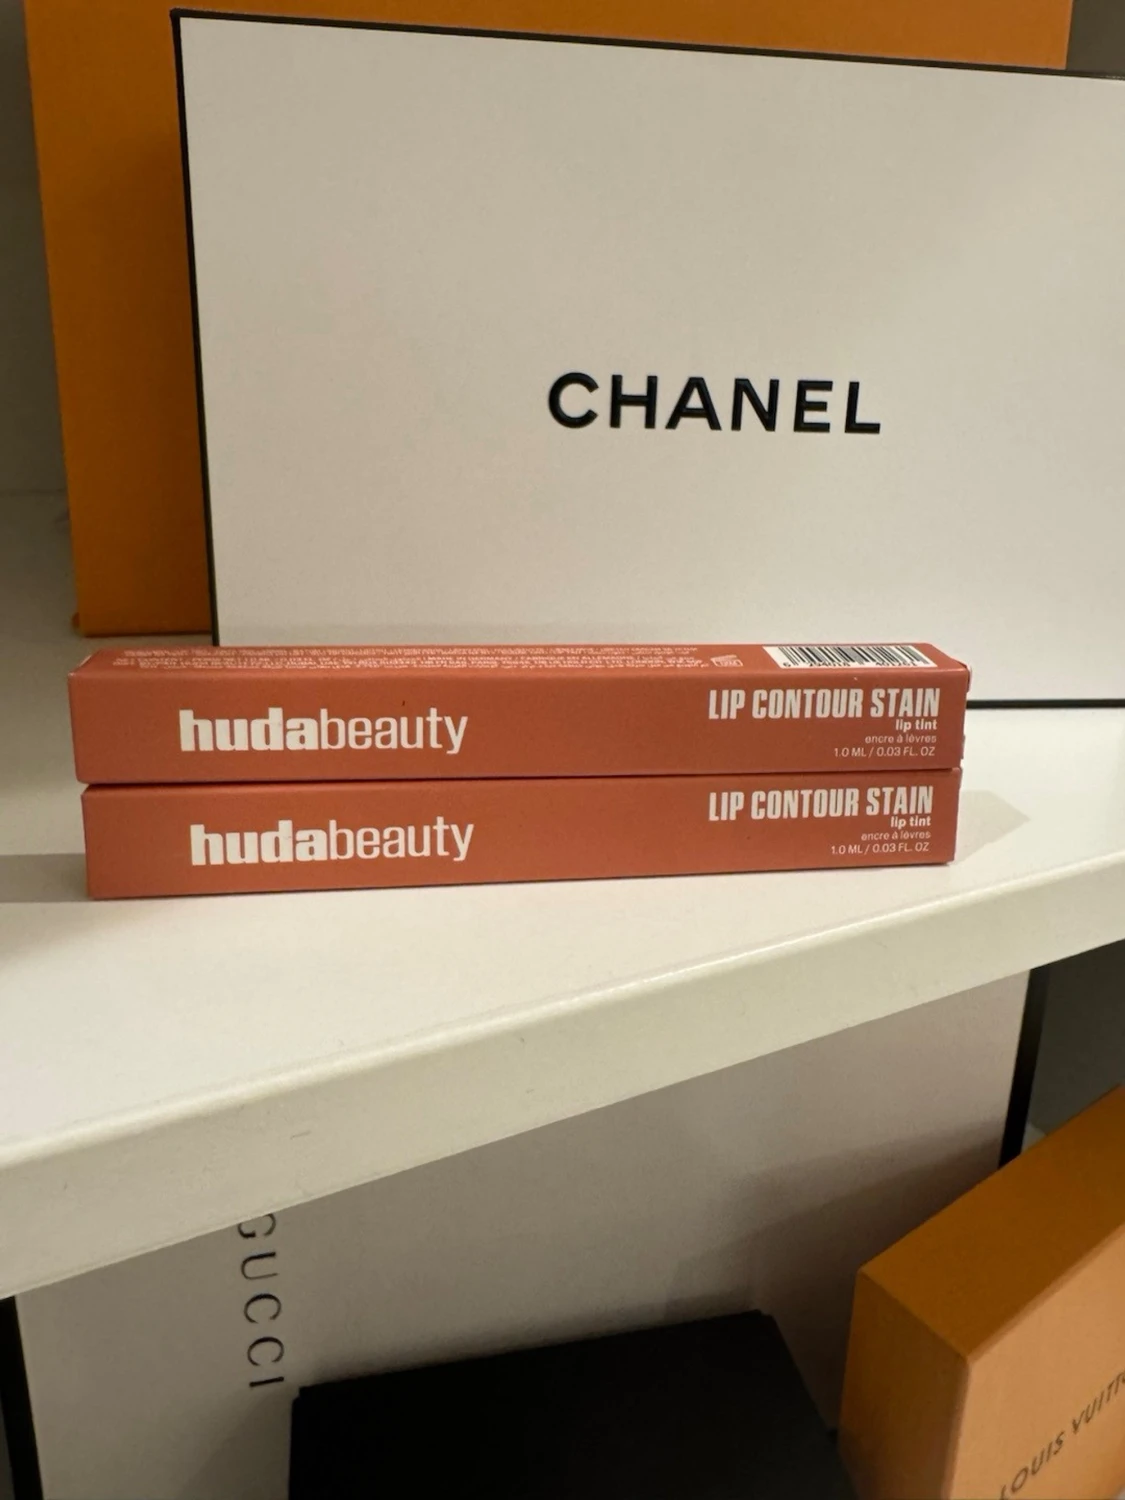 CHANEL
hudabeauty
LIP CONTOUR STAIN
lip tint
encre à lèvres
1.0 ML / 0.03 FL. OZ
hudabeauty
LIP CONTOUR STAIN
lip tint
encre à lèvres
1.0 ML / 0.03 FL. OZ
GUCCI
LOUIS